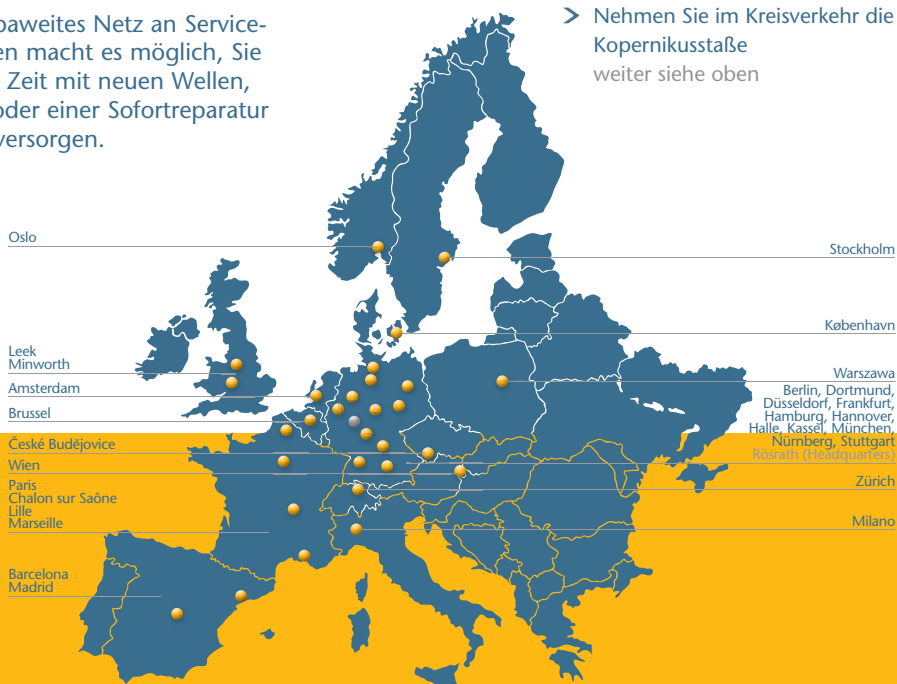 paweites Netz an Service-
en macht es möglich, Sie
Zeit mit neuen Wellen,
oder einer Sofortreparatur
versorgen.
> Nehmen Sie im Kreisverkehr die
Kopernikusstaße
weiter siehe oben
Oslo
Leek
Minworth
Amsterdam
Brussel
České Budějovice
Wien
Paris
Chalon sur Saône
Lille
Marseille
Barcelona
Madrid
Stockholm
København
Warszawa
Berlin, Dortmund,
Düsseldorf, Frankfurt,
Hamburg, Hannover,
Halle, Kassel, München,
Nürnberg, Stuttgart
Rösrath (Headquarters)
Zürich
Milano